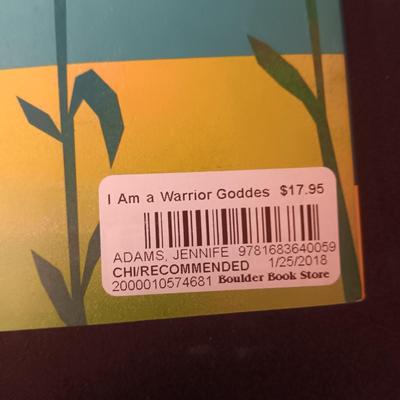 I Am a Warrior Goddes $17.95
ADAMS, JENNIFE 9781683640059
CHI/RECOMMENDED 1/25/2018
2000010574681 Boulder Book Store